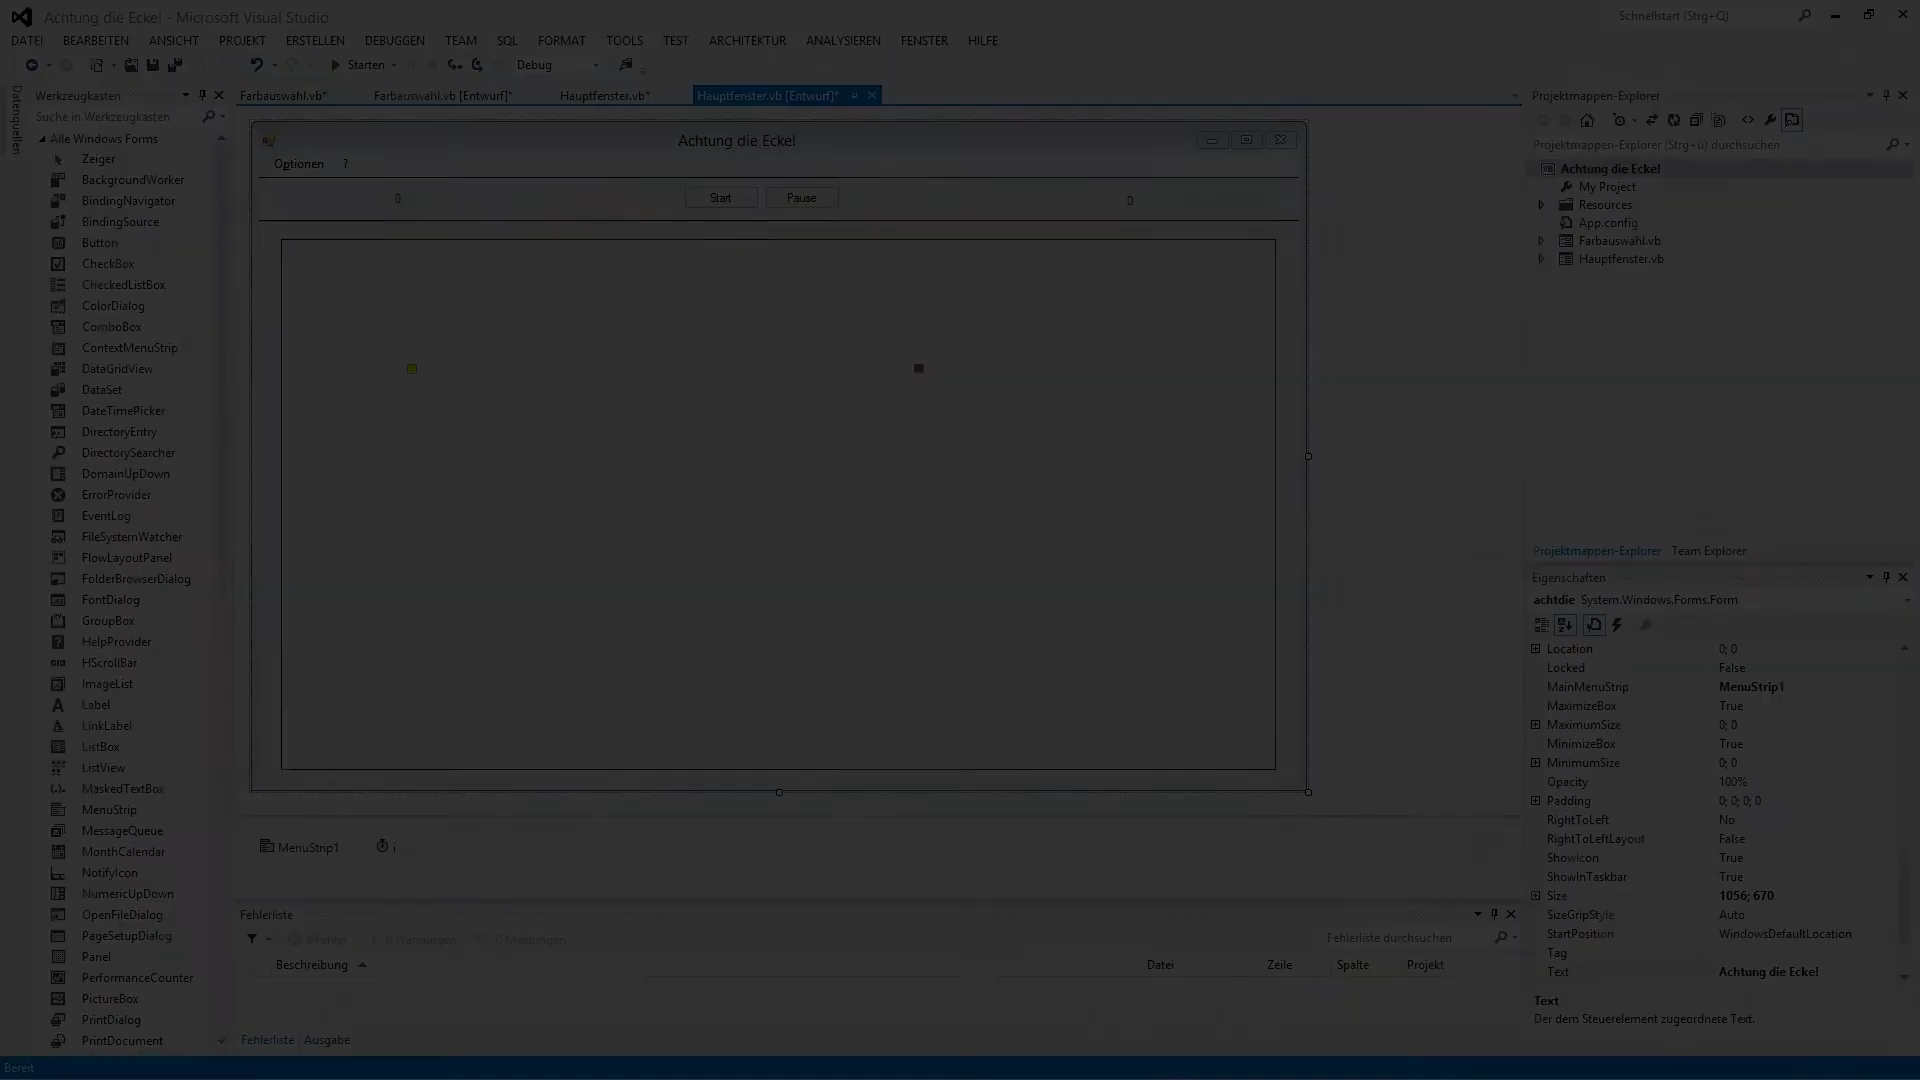 Achtung die Ecke! - Microsoft Visual Studio
Schnellstart (Strg+Q)
DATEI BEARBEITEN ANSICHT PROJEKT ERSTELLEN DEBUGGEN TEAM SQL FORMAT TOOLS TEST ARCHITEKTUR ANALYSIEREN FENSTER HILFE
Starten Debug
Datenquellen
Werkzeugkasten
Suche in Werkzeugkasten
Alle Windows Forms
Zeiger
BackgroundWorker
BindingNavigator
BindingSource
Button
CheckBox
CheckedListBox
ColorDialog
ComboBox
ContextMenuStrip
DataGridView
DataSet
DateTimePicker
DirectoryEntry
DirectorySearcher
DomainUpDown
ErrorProvider
EventLog
FileSystemWatcher
FlowLayoutPanel
FolderBrowserDialog
FontDialog
GroupBox
HelpProvider
HScrollBar
ImageList
Label
LinkLabel
ListBox
ListView
MaskedTextBox
MenuStrip
MessageQueue
MonthCalendar
NotifyIcon
NumericUpDown
OpenFileDialog
PageSetupDialog
Panel
PerformanceCounter
PictureBox
PrintDialog
PrintDocument
Farbauswahl.vb* Farbauswahl.vb [Entwurf]* Hauptfenster.vb* Hauptfenster.vb [Entwurf]*
Achtung die Ecke!
Optionen ?
0 Start Pause 0
MenuStrip1 i
Fehlerliste
0 Fehler 0 Warnungen 0 Meldungen
Fehlerliste durchsuchen
Beschreibung Datei Zeile Spalte Projekt
Fehlerliste Ausgabe
Projektmappen-Explorer
Projektmappen-Explorer (Strg+ü) durchsuchen
Achtung die Ecke!
My Project
Resources
App.config
Farbauswahl.vb
Hauptfenster.vb
Projektmappen-Explorer Team Explorer
Eigenschaften
achtdie System.Windows.Forms.Form
Location 0; 0
Locked False
MainMenuStrip MenuStrip1
MaximizeBox True
MaximumSize 0; 0
MinimizeBox True
MinimumSize 0; 0
Opacity 100%
Padding 0; 0; 0; 0
RightToLeft No
RightToLeftLayout False
ShowIcon True
ShowInTaskbar True
Size 1056; 670
SizeGripStyle Auto
StartPosition WindowsDefaultLocation
Tag
Text Achtung die Ecke!
Text
Der dem Steuerelement zugeordnete Text.
Bereit